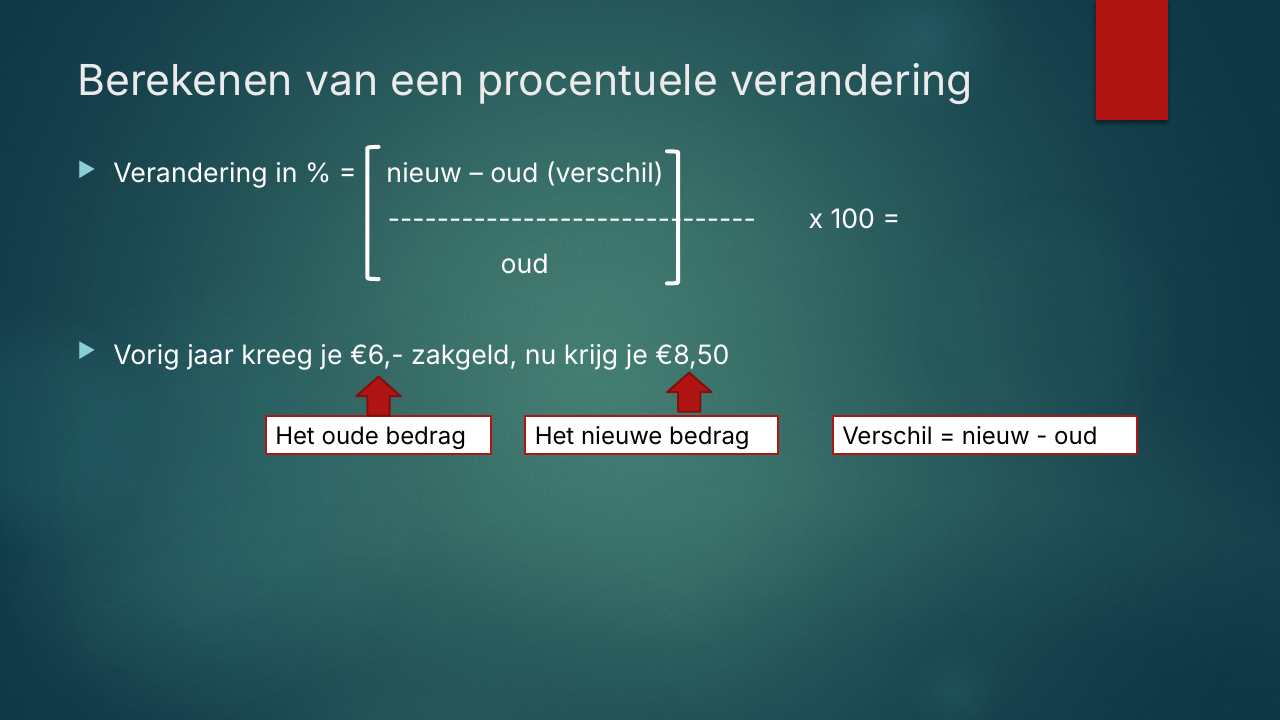 Berekenen van een procentuele verandering
Verandering in % = nieuw – oud (verschil)
------------------------------ x 100 =
oud
Vorig jaar kreeg je €6,- zakgeld, nu krijg je €8,50
Het oude bedrag
Het nieuwe bedrag
Verschil = nieuw - oud